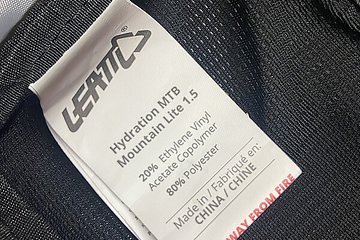 LEATT
Hydration MTB
Mountain Lite 1.5
20% Ethylene Vinyl
Acetate Copolymer
80% Polyester
Made in / Fabriqué en:
CHINA / CHINE
AWAY FROM FIRE